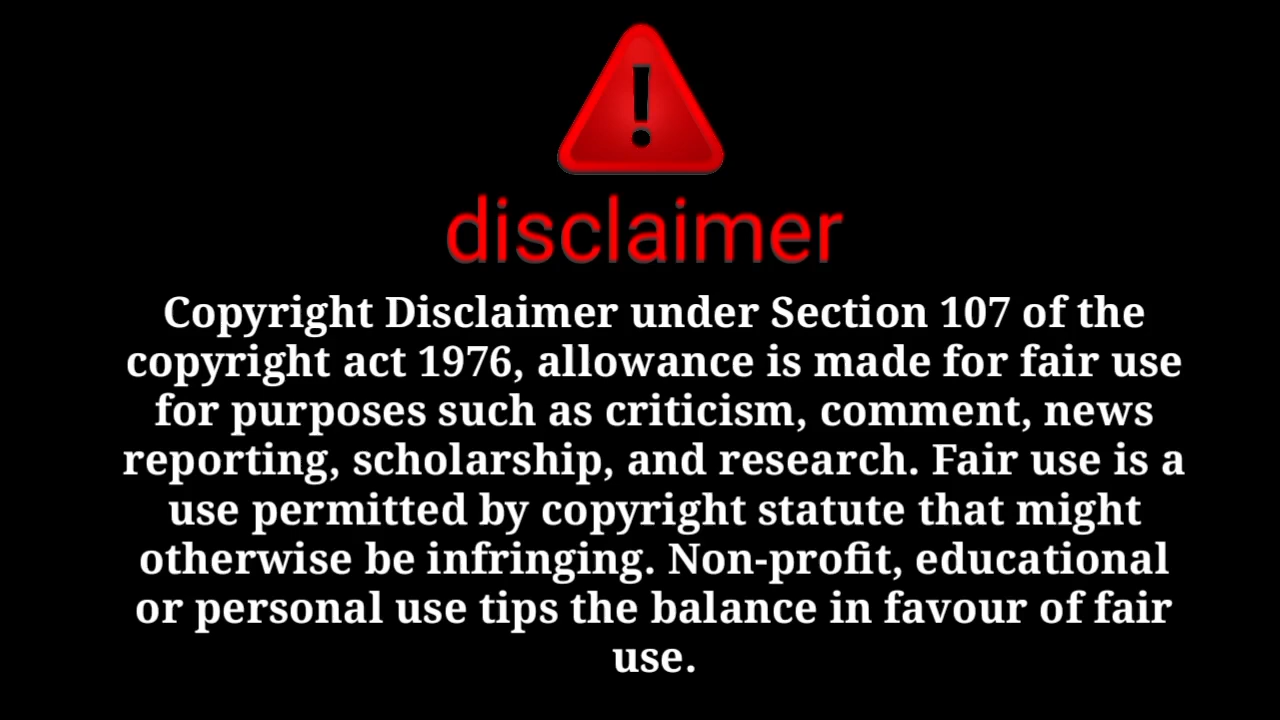 !
disclaimer
Copyright Disclaimer under Section 107 of the
copyright act 1976, allowance is made for fair use
for purposes such as criticism, comment, news
reporting, scholarship, and research. Fair use is a
use permitted by copyright statute that might
otherwise be infringing. Non-profit, educational
or personal use tips the balance in favour of fair
use.